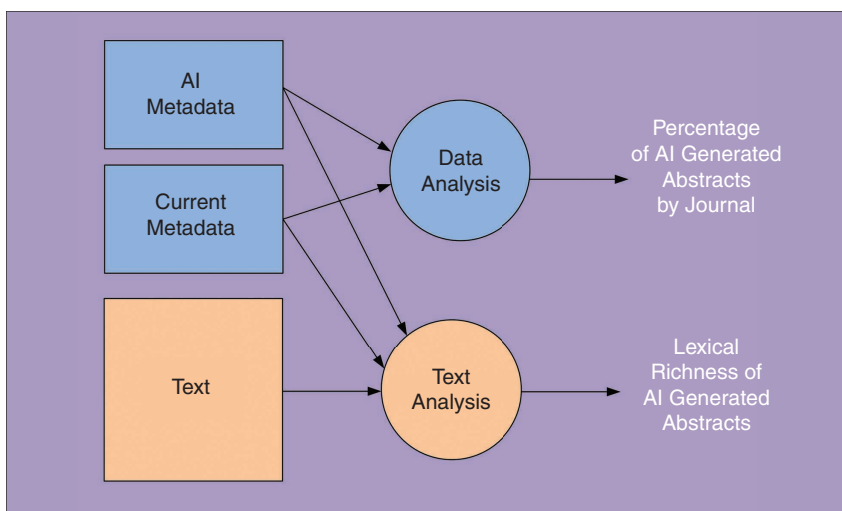 AI
Metadata
Current
Metadata
Text
Data
Analysis
Text
Analysis
Percentage
of AI Generated
Abstracts
by Journal
Lexical
Richness of
AI Generated
Abstracts